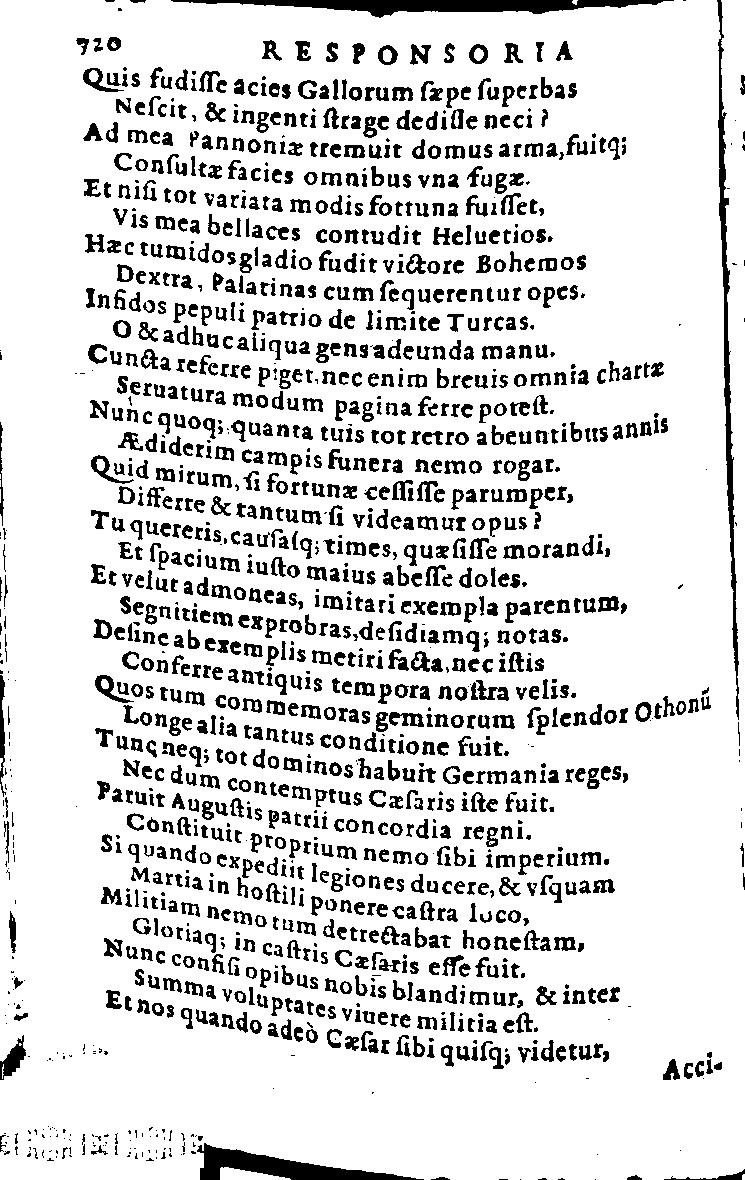 720 RESPONSORIA
Quis fudiſſe acies Gallorum ſæpe ſuperbas
Neſcit, & ingenti ſtrage dediſſe neci?
Ad mea Pannoniæ tremuit domus arma, fuitq;
Conſultæ facies omnibus vna fugæ.
Et niſi tot variata modis fortuna fuiſſet,
Vis mea bellaces contudit Heluetios.
Hæc tumidos gladio fudit victore Bohemos
Dextra, Palatinas cum ſequerentur opes.
Infidos pepuli patrio de limite Turcas.
O & adhuc aliqua gens adeunda manu.
Cuncta referre piget, nec enim breuis omnia chartæ
Seruatura modum pagina ferre poteſt.
Nunc quoq; quanta tuis tot retro abeuntibus annis
Ædiderim campis funera nemo rogat.
Quid mirum, ſi fortunæ ceſſiſſe parumper,
Differre & tantum ſi videamur opus?
Tu quereris, cauſaſq; times, quæſiſſe morandi,
Et ſpacium iuſto maius abeſſe doles.
Et velut admoneas, imitari exempla parentum,
Segnitiem exprobras, deſidiamq; notas.
Deſine ab exemplis metiri facta, nec iſtis
Conferre antiquis tempora noſtra velis.
Quos tum commemoras geminorum ſplendor Othonū
Longe alia tantus conditione fuit.
Tunc neq; tot dominos habuit Germania reges,
Nec dum contemptus Cæſaris iſte fuit.
Paruit Auguſtis patrii concordia regni.
Conſtituit proprium nemo ſibi imperium.
Si quando expediit legiones ducere, & vſquam
Martia in hoſtili ponere caſtra loco,
Militiam nemo tum detrectabat honeſtam,
Gloriaq; in caſtris Cæſaris eſſe fuit.
Nunc confiſi opibus nobis blandimur, & inter
Summa voluptates viuere militia eſt.
Et nos quando adeò Cæſar ſibi quiſq; videtur,
Acci-